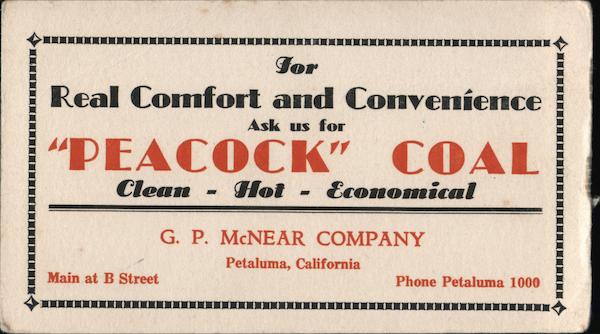 For
Real Comfort and Convenience
Ask us for
"PEACOCK" COAL
Clean - Hot - Economical
G. P. McNEAR COMPANY
Petaluma, California
Main at B Street
Phone Petaluma 1000